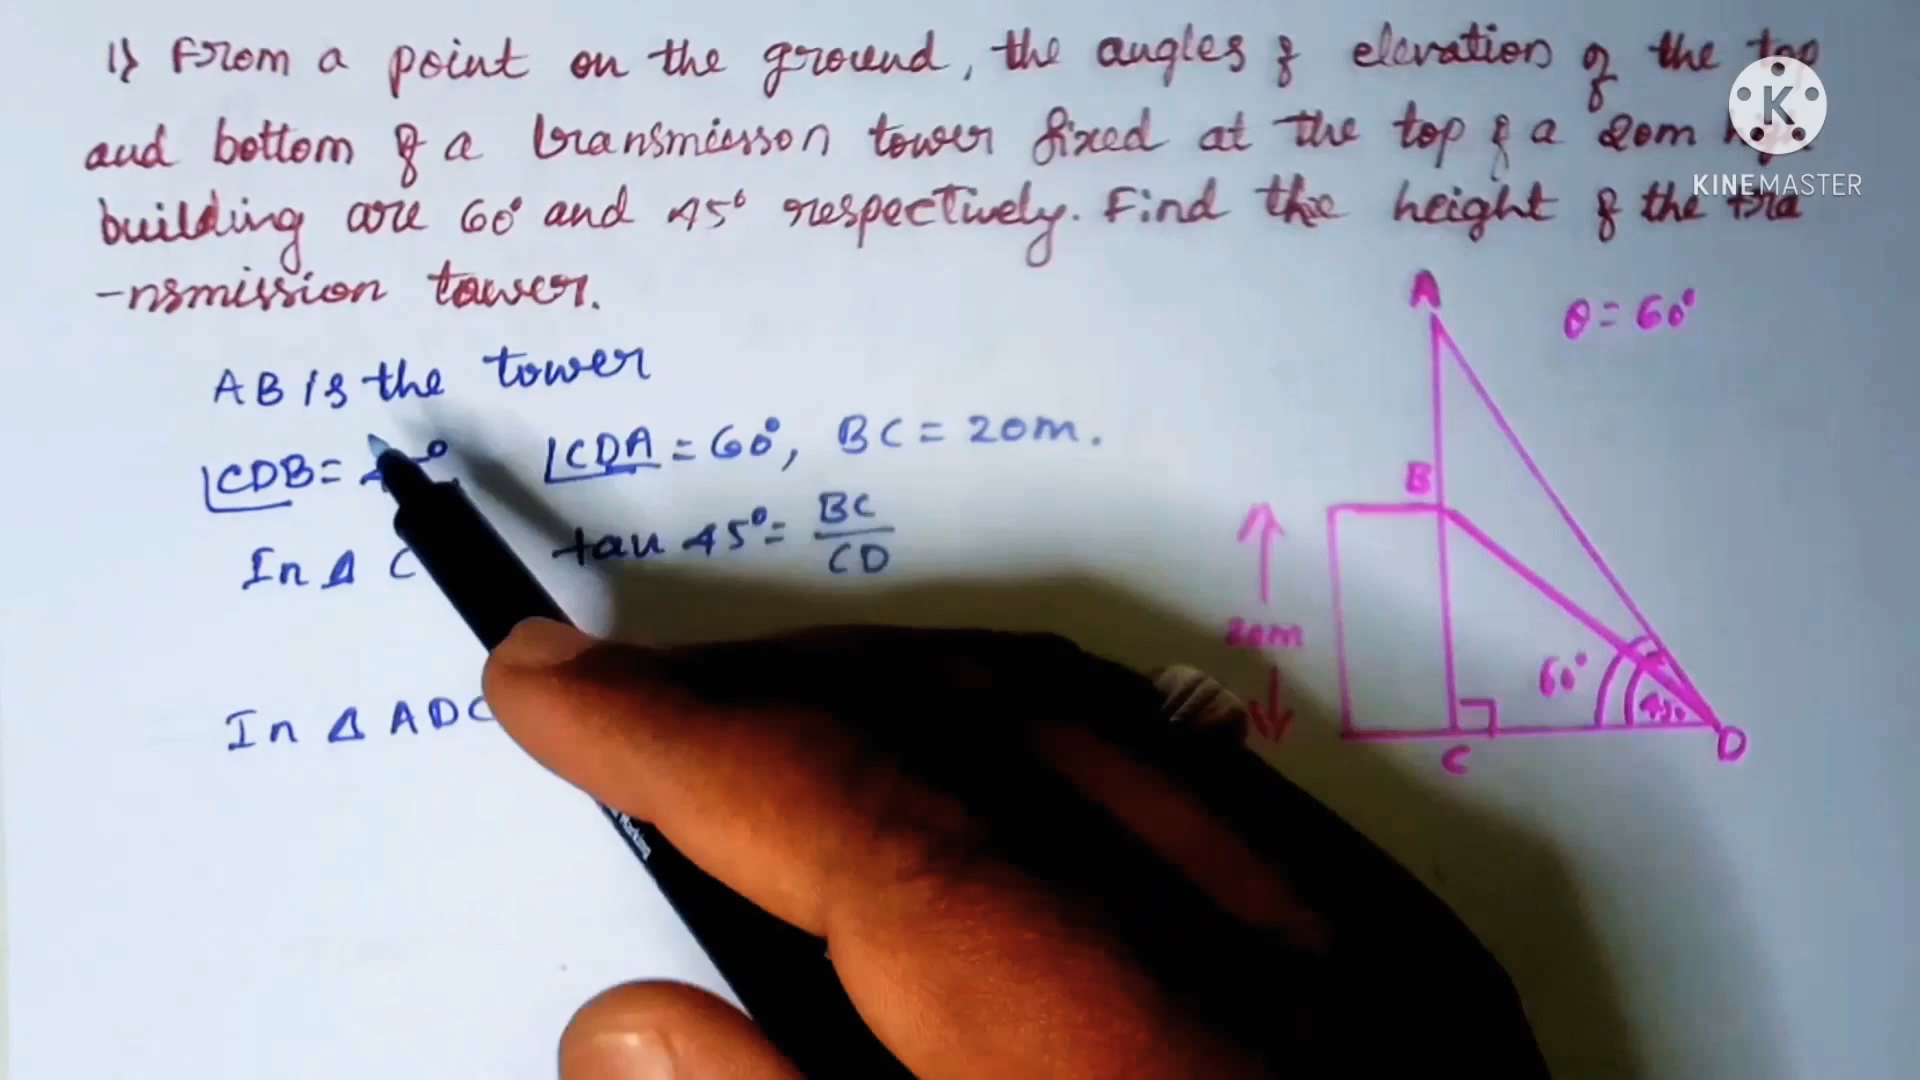 1) From a point on the ground, the angles of elevation of the top
and bottom of a transmission tower fixed at the top of a 20m
building are 60° and 45° respectively. Find the height of the tra
-nsmission tower.
AB is the tower
∠CDB = ∠CDA = 60°, BC = 20m.
In Δ C tan 45° = BC/CD
In Δ ADC
A
θ = 60°
B
20m
60°
45°
C
D
K
KINEMASTER